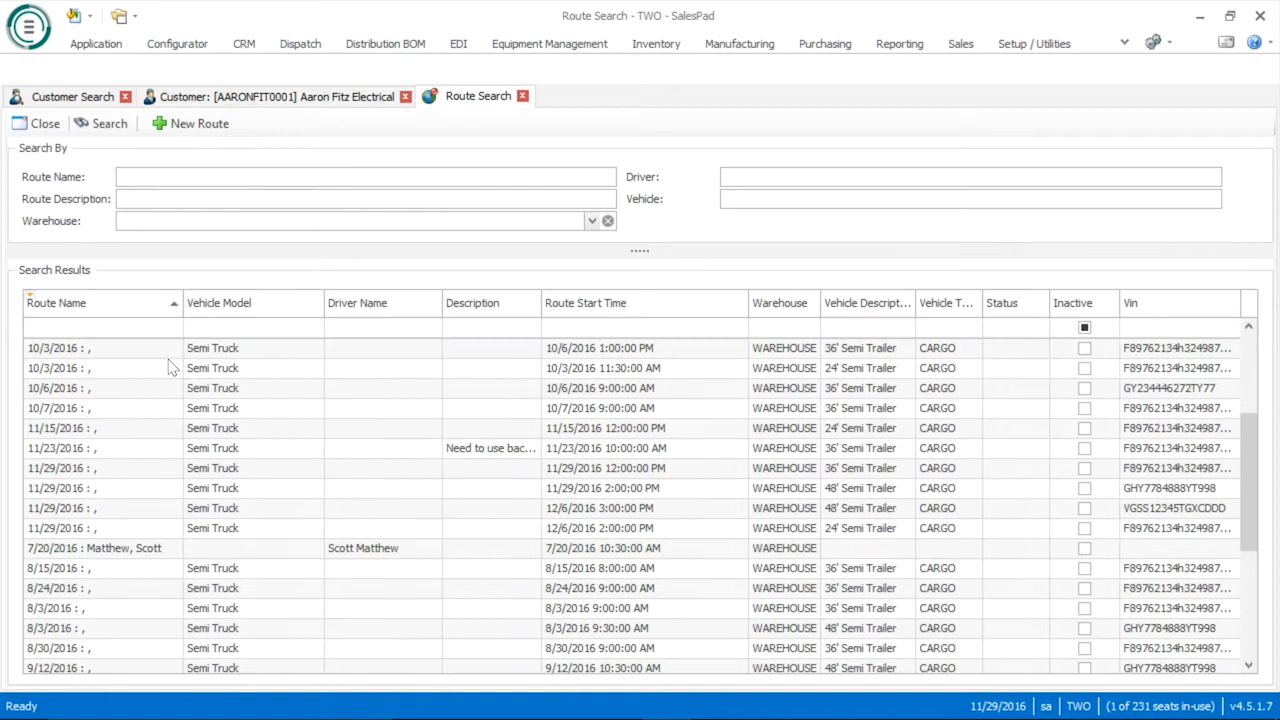 Route Search - TWO - SalesPad
Application Configurator CRM Dispatch Distribution BOM EDI Equipment Management Inventory Manufacturing Purchasing Reporting Sales Setup / Utilities
Customer Search Customer: [AARONFIT0001] Aaron Fitz Electrical Route Search
Close Search New Route
Search By
Route Name: Driver:
Route Description: Vehicle:
Warehouse:
Search Results
Route Name Vehicle Model Driver Name Description Route Start Time Warehouse Vehicle Descript... Vehicle T... Status Inactive Vin
10/3/2016 : , Semi Truck 10/6/2016 1:00:00 PM WAREHOUSE 36' Semi Trailer CARGO F89762134h324987...
10/3/2016 : , Semi Truck 10/3/2016 11:30:00 AM WAREHOUSE 24' Semi Trailer CARGO F89762134h324987...
10/6/2016 : , Semi Truck 10/6/2016 9:00:00 AM WAREHOUSE 36' Semi Trailer CARGO GY234446272TY77
10/7/2016 : , Semi Truck 10/7/2016 9:00:00 AM WAREHOUSE 36' Semi Trailer CARGO F89762134h324987...
11/15/2016 : , Semi Truck 11/15/2016 12:00:00 PM WAREHOUSE 24' Semi Trailer CARGO F89762134h324987...
11/23/2016 : , Semi Truck Need to use bac... 11/23/2016 10:00:00 AM WAREHOUSE 36' Semi Trailer CARGO F89762134h324987...
11/29/2016 : , Semi Truck 11/29/2016 12:00:00 PM WAREHOUSE 36' Semi Trailer CARGO F89762134h324987...
11/29/2016 : , Semi Truck 11/29/2016 2:00:00 PM WAREHOUSE 48' Semi Trailer CARGO GHY7784888YT998
11/29/2016 : , Semi Truck 12/6/2016 3:00:00 PM WAREHOUSE 48' Semi Trailer CARGO VGSS12345TGXCDDD
11/29/2016 : , Semi Truck 12/6/2016 2:00:00 PM WAREHOUSE 24' Semi Trailer CARGO F89762134h324987...
7/20/2016 : Matthew, Scott Scott Matthew 7/20/2016 10:30:00 AM WAREHOUSE
8/15/2016 : , Semi Truck 8/15/2016 8:00:00 AM WAREHOUSE 36' Semi Trailer CARGO F89762134h324987...
8/24/2016 : , Semi Truck 8/24/2016 9:00:00 AM WAREHOUSE 36' Semi Trailer CARGO F89762134h324987...
8/3/2016 : , Semi Truck 8/3/2016 9:00:00 AM WAREHOUSE 36' Semi Trailer CARGO F89762134h324987...
8/3/2016 : , Semi Truck 8/3/2016 9:30:00 AM WAREHOUSE 48' Semi Trailer CARGO GHY7784888YT998
8/30/2016 : , Semi Truck 8/30/2016 9:00:00 AM WAREHOUSE 36' Semi Trailer CARGO F89762134h324987...
9/12/2016 : , Semi Truck 9/12/2016 10:30:00 AM WAREHOUSE 48' Semi Trailer CARGO GHY7784888YT998
Ready 11/29/2016 sa TWO (1 of 231 seats in-use) v4.5.1.7